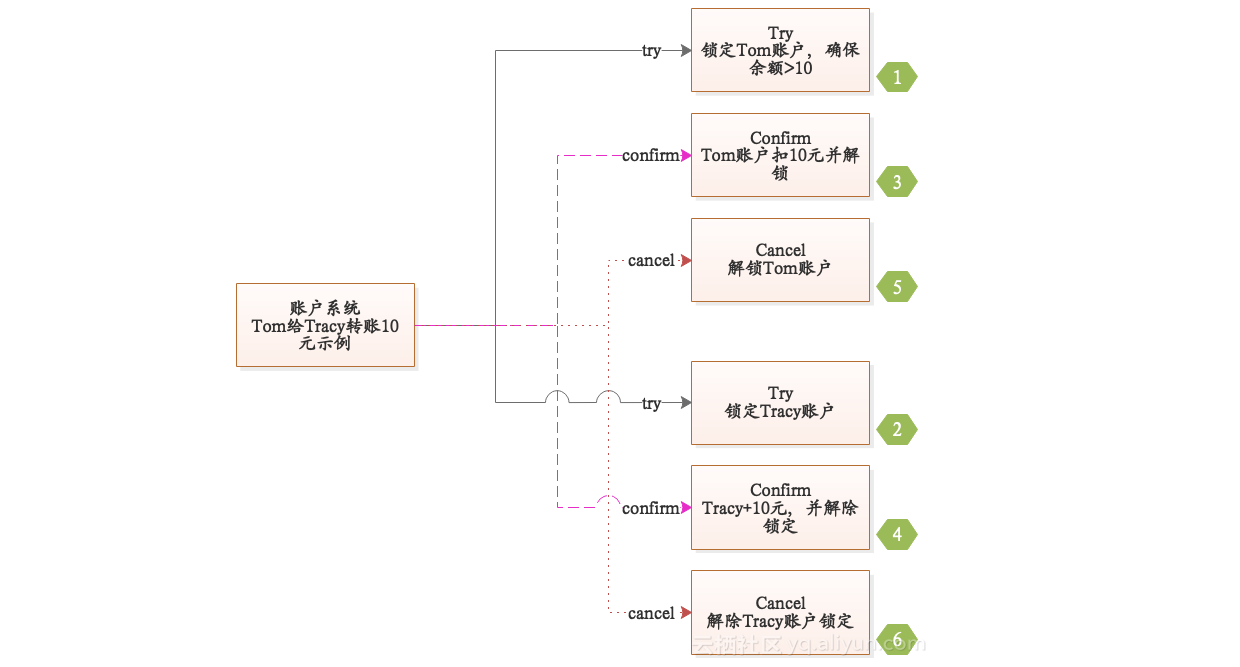 try
Try
锁定Tom账户，确保
余额>10
1
confirm
Confirm
Tom账户扣10元并解
锁
3
cancel
Cancel
解锁Tom账户
5
账户系统
Tom给Tracy转账10
元示例
try
Try
锁定Tracy账户
2
confirm
Confirm
Tracy+10元，并解除
锁定
4
cancel
Cancel
解除Tracy账户锁定
6
云栖社区 yq.aliyun.com